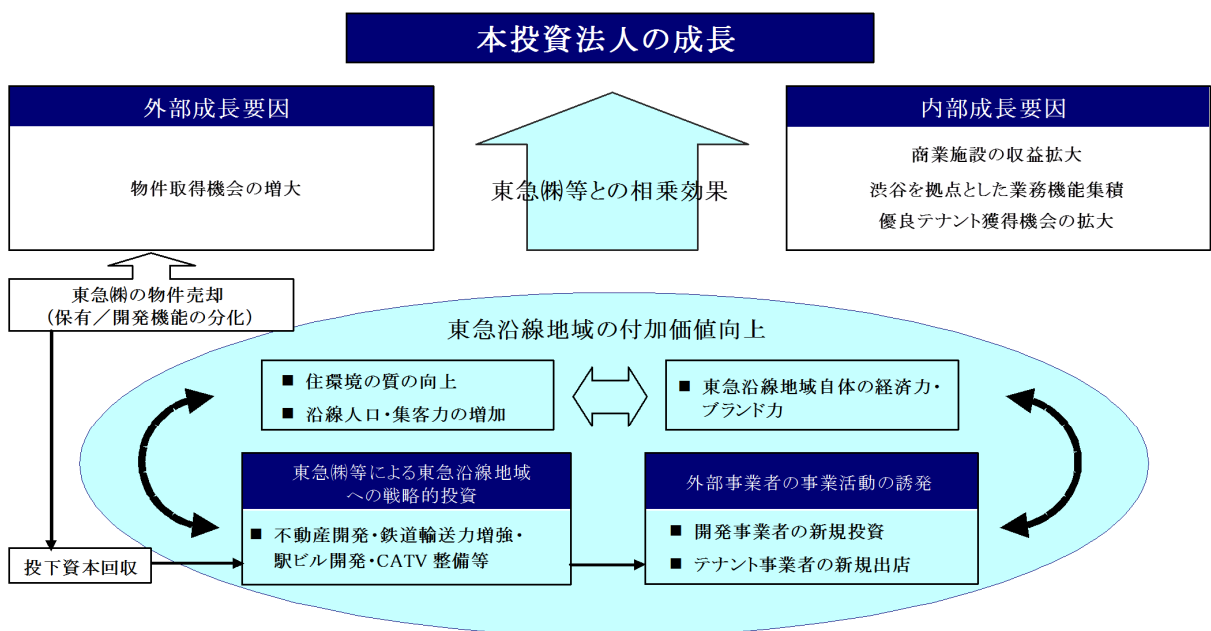 本投資法人の成長
外部成長要因
物件取得機会の増大
東急㈱等との相乗効果
内部成長要因
商業施設の収益拡大
渋谷を拠点とした業務機能集積
優良テナント獲得機会の拡大
東急㈱の物件売却
(保有／開発機能の分化)
東急沿線地域の付加価値向上
■ 住環境の質の向上
■ 沿線人口・集客力の増加
■ 東急沿線地域自体の経済力・
ブランド力
東急㈱等による東急沿線地域
への戦略的投資
■ 不動産開発・鉄道輸送力増強・
駅ビル開発・CATV 整備等
外部事業者の事業活動の誘発
■ 開発事業者の新規投資
■ テナント事業者の新規出店
投下資本回収